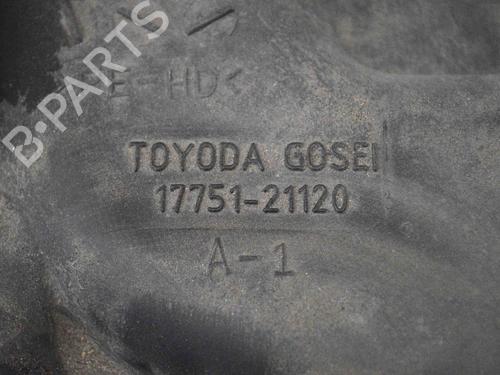 B-PARTS
E-HD<
TOYODA GOSEI
17751-21120
A-1